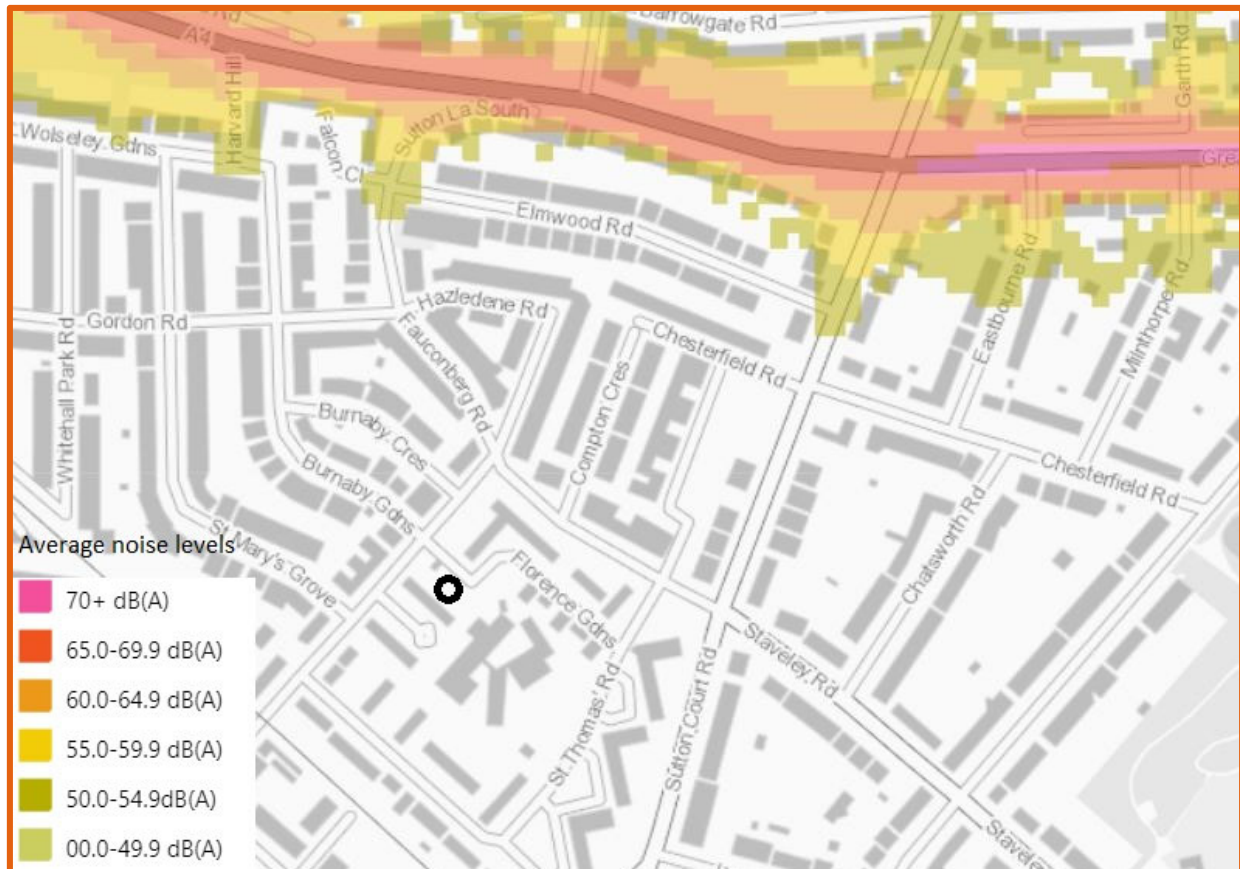 Barrowgate Rd
Rd
A4
Harvard Hill
Garth Rd
Sutton La South
Falcon Cl
Wolseley Gdns
Elmwood Rd
Hazledene Rd
Gordon Rd
Fauconberg Rd
Chesterfield Rd
Eastbourne Rd
Milnthorpe Rd
Whitehall Park Rd
Compton Cres
Burnaby Cres
Burnaby Gdns
Chesterfield Rd
Chatsworth Rd
St Mary's Grove
Florence Gdns
Staveley Rd
St Thomas' Rd
Sutton Court Rd
Average noise levels
70+ dB(A)
65.0-69.9 dB(A)
60.0-64.9 dB(A)
55.0-59.9 dB(A)
50.0-54.9dB(A)
00.0-49.9 dB(A)